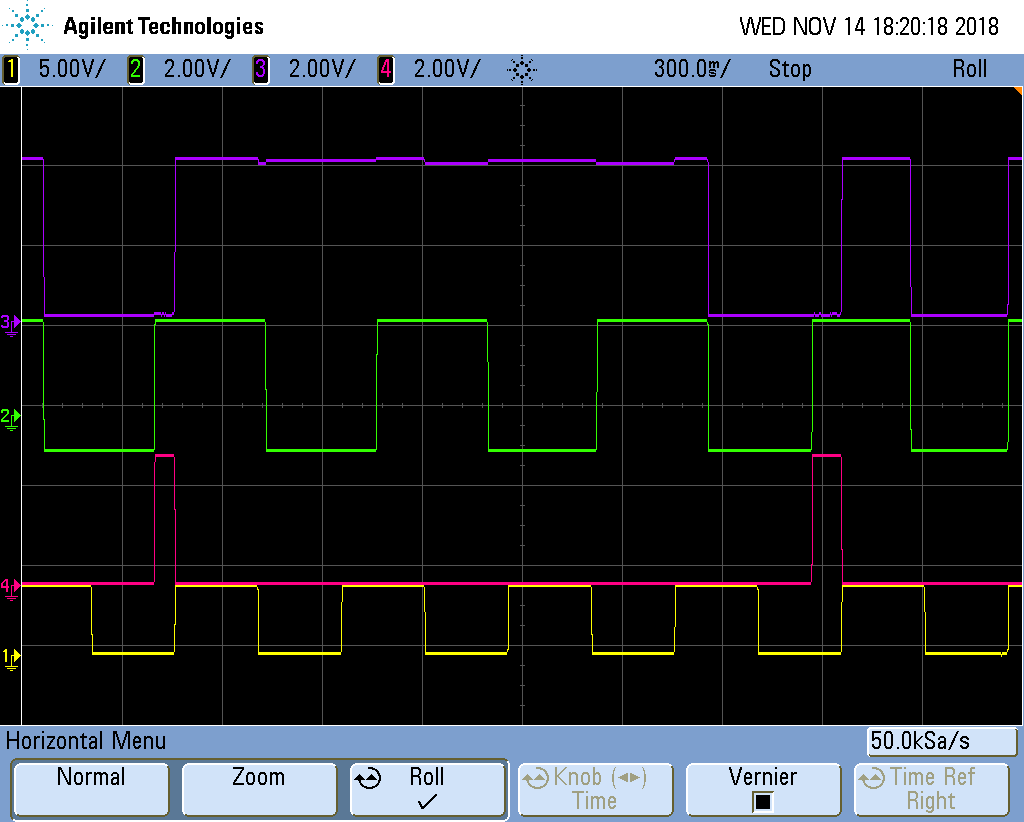 Agilent Technologies WED NOV 14 18:20:18 2018
1 5.00V/ 2 2.00V/ 3 2.00V/ 4 2.00V/ 300.0ms/ Stop Roll
3
2
4
1
Horizontal Menu 50.0kSa/s
Normal Zoom Roll Knob (◄►) Vernier Time Ref
Time Right